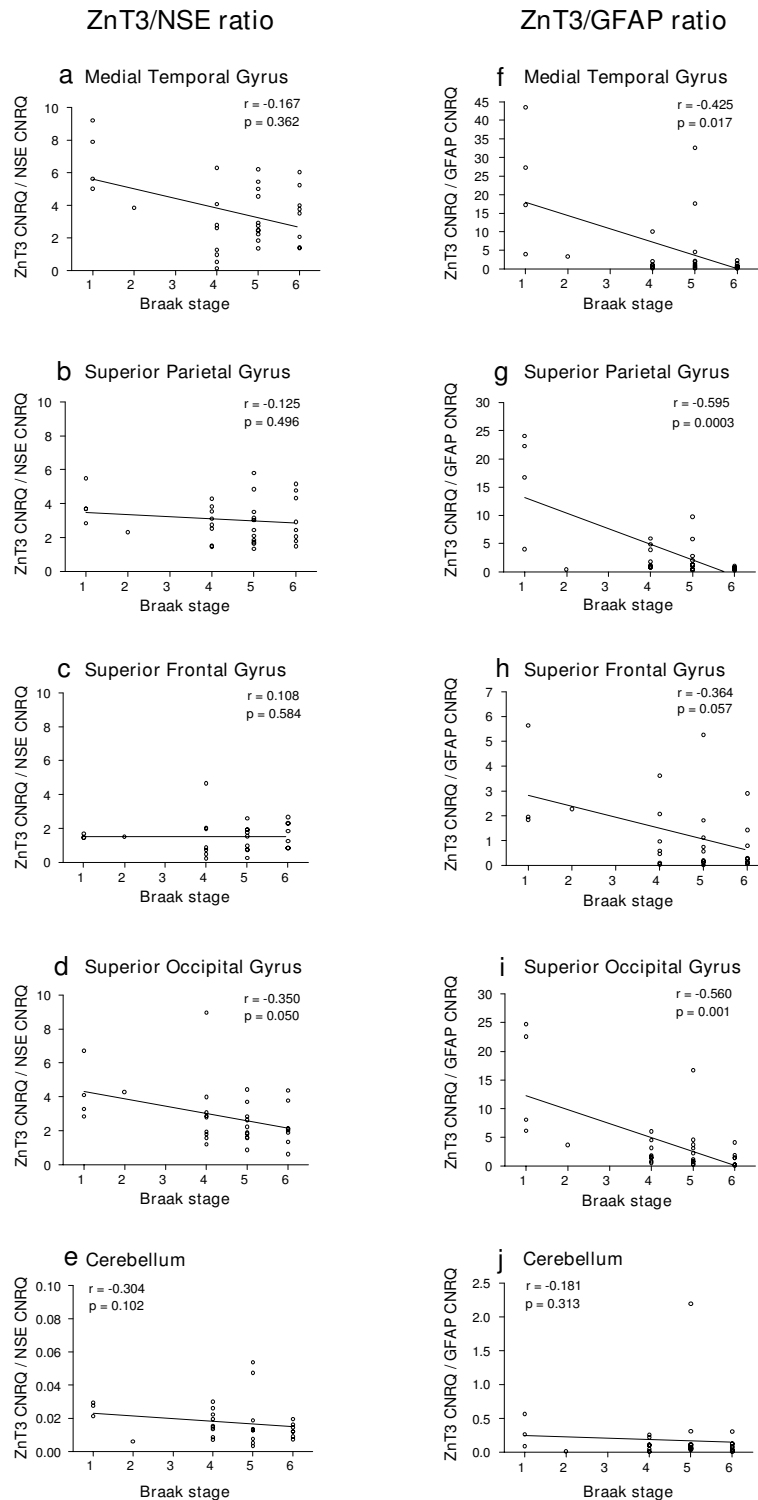 ZnT3/NSE ratio
ZnT3/GFAP ratio
a Medial Temporal Gyrus
r = -0.167
p = 0.362
ZnT3 CNRQ / NSE CNRQ
10
8
6
4
2
0
1 2 3 4 5 6
Braak stage
f Medial Temporal Gyrus
r = -0.425
p = 0.017
ZnT3 CNRQ / GFAP CNRQ
45
40
35
30
25
20
15
10
5
0
1 2 3 4 5 6
Braak stage
b Superior Parietal Gyrus
r = -0.125
p = 0.496
ZnT3 CNRQ / NSE CNRQ
10
8
6
4
2
0
1 2 3 4 5 6
Braak stage
g Superior Parietal Gyrus
r = -0.595
p = 0.0003
ZnT3 CNRQ / GFAP CNRQ
30
25
20
15
10
5
0
1 2 3 4 5 6
Braak stage
c Superior Frontal Gyrus
r = 0.108
p = 0.584
ZnT3 CNRQ / NSE CNRQ
10
8
6
4
2
0
1 2 3 4 5 6
Braak stage
h Superior Frontal Gyrus
r = -0.364
p = 0.057
ZnT3 CNRQ / GFAP CNRQ
7
6
5
4
3
2
1
0
1 2 3 4 5 6
Braak stage
d Superior Occipital Gyrus
r = -0.350
p = 0.050
ZnT3 CNRQ / NSE CNRQ
10
8
6
4
2
0
1 2 3 4 5 6
Braak stage
i Superior Occipital Gyrus
r = -0.560
p = 0.001
ZnT3 CNRQ / GFAP CNRQ
30
25
20
15
10
5
0
1 2 3 4 5 6
Braak stage
e Cerebellum
r = -0.304
p = 0.102
ZnT3 CNRQ / NSE CNRQ
0.10
0.08
0.06
0.04
0.02
0.00
1 2 3 4 5 6
Braak stage
j Cerebellum
r = -0.181
p = 0.313
ZnT3 CNRQ / GFAP CNRQ
2.5
2.0
1.5
1.0
0.5
0.0
1 2 3 4 5 6
Braak stage